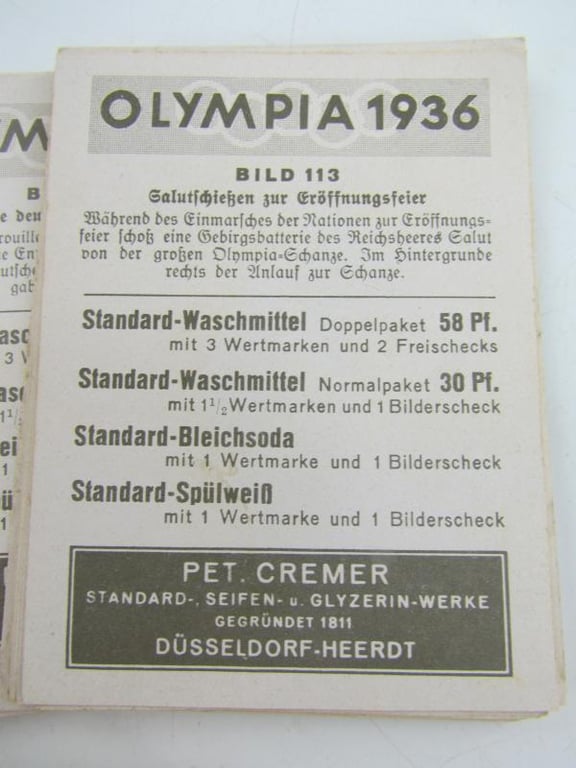 OLYMPIA 1936
BILD 113
Salutschießen zur Eröffnungsfeier
Während des Einmarsches der Nationen zur Eröffnungs=
feier schoß eine Gebirgsbatterie des Reichsheeres Salut
von der großen Olympia-Schanze. Im Hintergrunde
rechts der Anlauf zur Schanze.
Standard-Waschmittel Doppelpaket 58 Pf.
mit 3 Wertmarken und 2 Freischecks
Standard-Waschmittel Normalpaket 30 Pf.
mit 1 1/2 Wertmarken und 1 Bilderscheck
Standard-Bleichsoda
mit 1 Wertmarke und 1 Bilderscheck
Standard-Spülweiß
mit 1 Wertmarke und 1 Bilderscheck
PET. CREMER
STANDARD-, SEIFEN- u. GLYZERIN-WERKE
GEGRÜNDET 1811
DÜSSELDORF-HEERDT